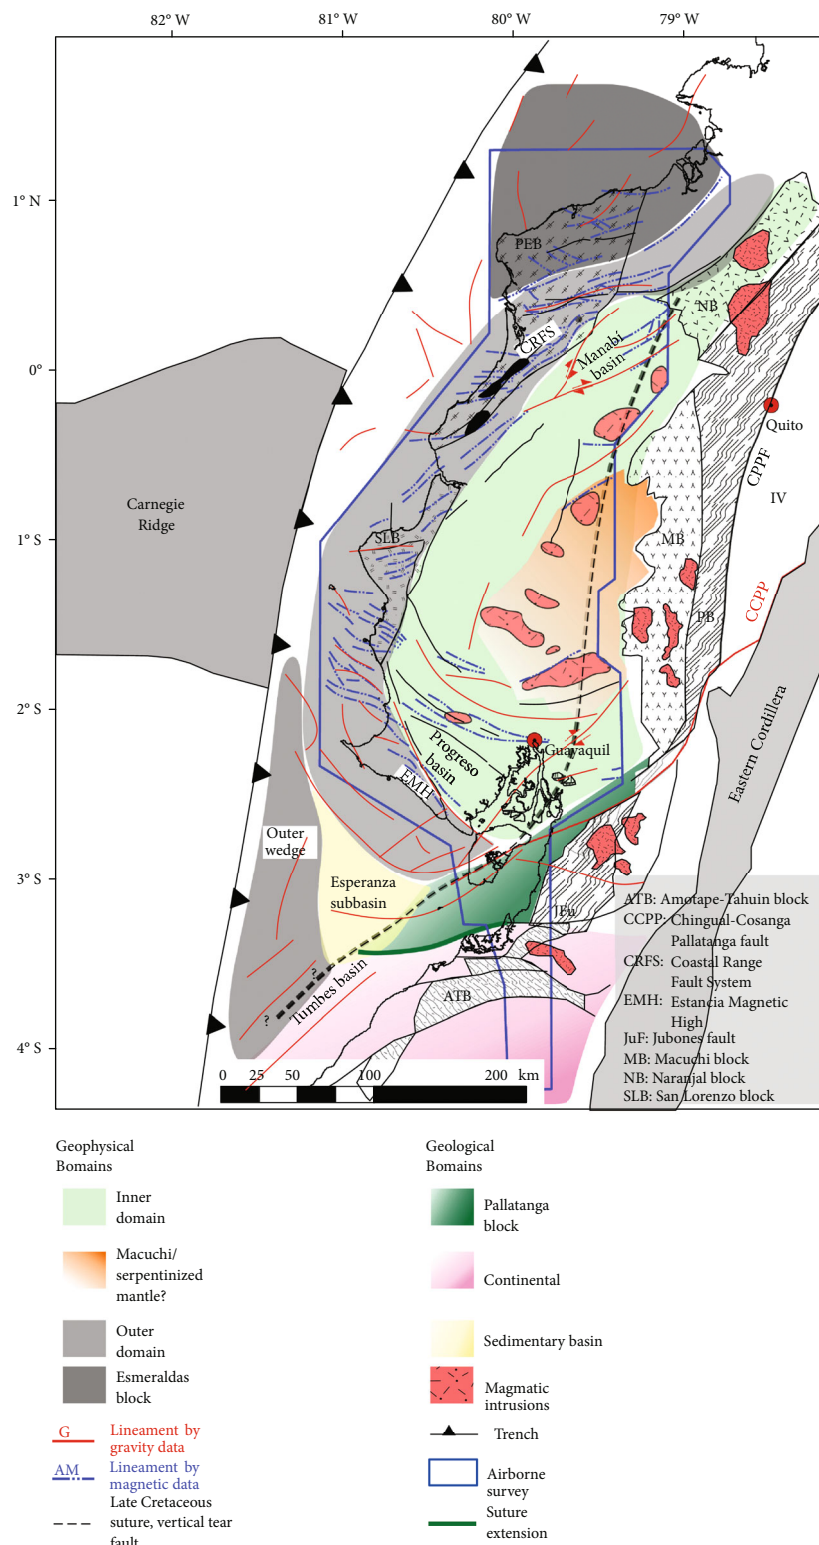 82° W
81° W
80° W
79° W
1° N
0°
1° S
2° S
3° S
4° S
PEB
NB
CRFS
Manabí
basin
Quito
CPPF
IV
Carnegie
Ridge
SLB
MB
PB
CCPP
Eastern Cordillera
Guayaquil
Progreso
basin
EMH
Outer
wedge
Esperanza
subbasin
JFu
?
?
Tumbes basin
ATB
ATB: Amotape-Tahuin block
CCPP: Chingual-Cosanga
Pallatanga fault
CRFS: Coastal Range
Fault System
EMH: Estancia Magnetic
High
JuF: Jubones fault
MB: Macuchi block
NB: Naranjal block
SLB: San Lorenzo block
0 25 50 100 200 km
Geophysical
Bomains
Inner
domain
Macuchi/
serpentinized
mantle?
Outer
domain
Esmeraldas
block
G Lineament by
gravity data
AM Lineament by
magnetic data
Late Cretaceous
suture, vertical tear
fault
Geological
Bomains
Pallatanga
block
Continental
Sedimentary basin
Magmatic
intrusions
Trench
Airborne
survey
Suture
extension